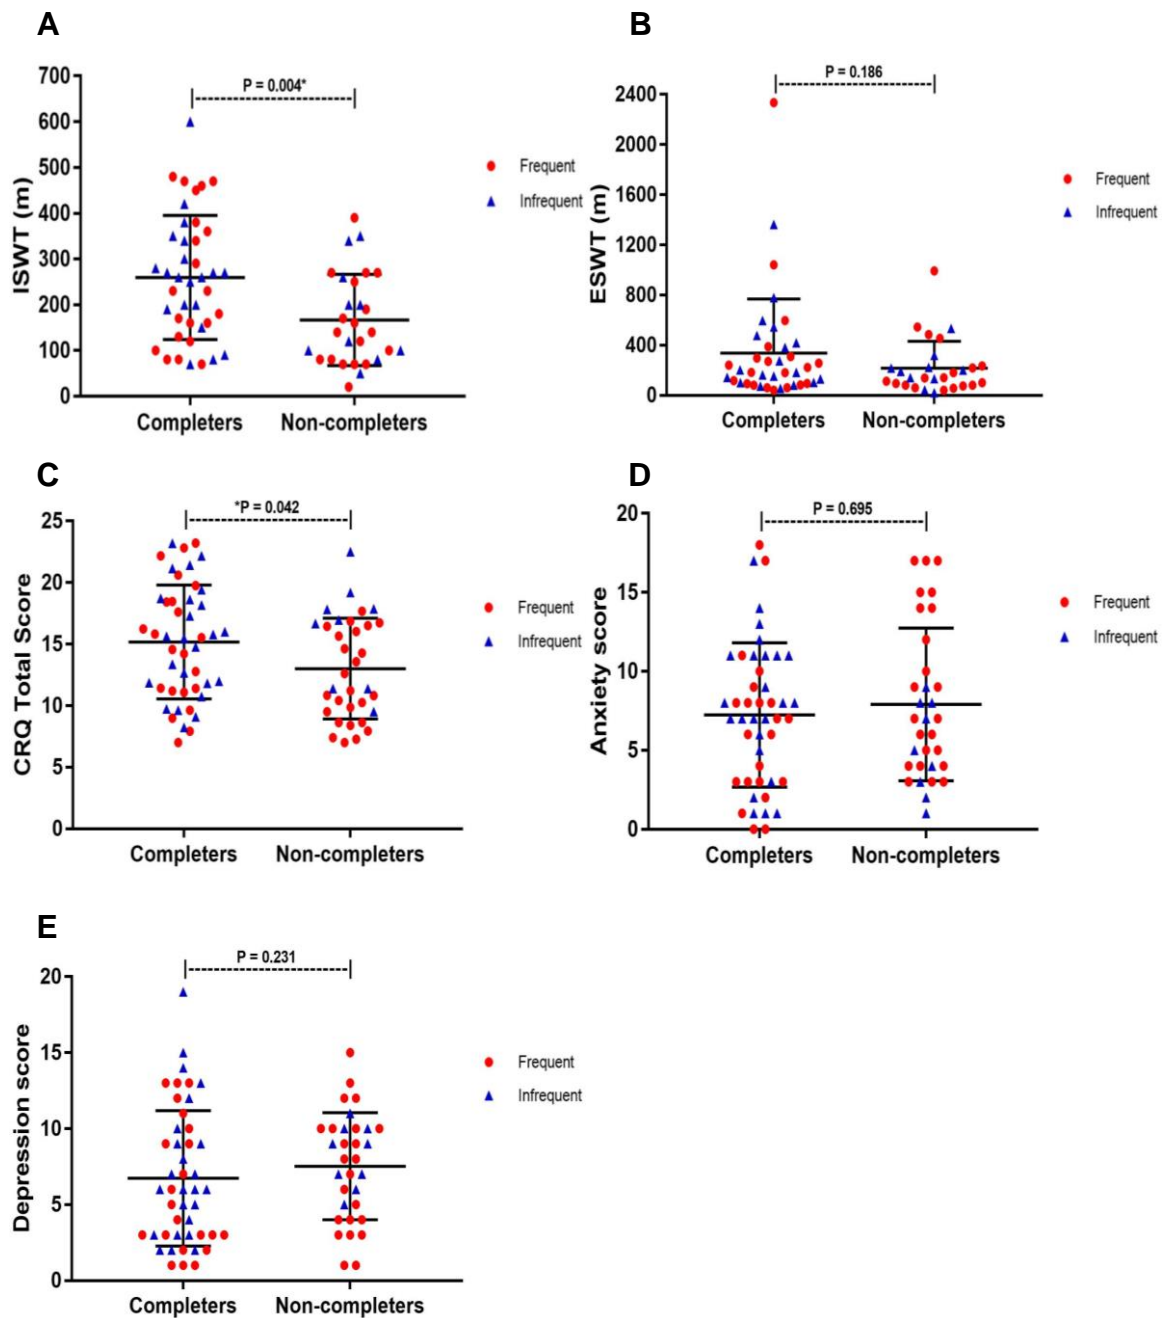 A
P = 0.004*
ISWT (m)
700
600
500
400
300
200
100
0
Completers
Non-completers
Frequent
Infrequent
B
P = 0.186
ESWT (m)
2400
2000
1600
1200
800
400
0
Completers
Non-completers
Frequent
Infrequent
C
*P = 0.042
CRQ Total Score
25
20
15
10
5
0
Completers
Non-completers
Frequent
Infrequent
D
P = 0.695
Anxiety score
20
15
10
5
0
Completers
Non-completers
Frequent
Infrequent
E
P = 0.231
Depression score
20
15
10
5
0
Completers
Non-completers
Frequent
Infrequent